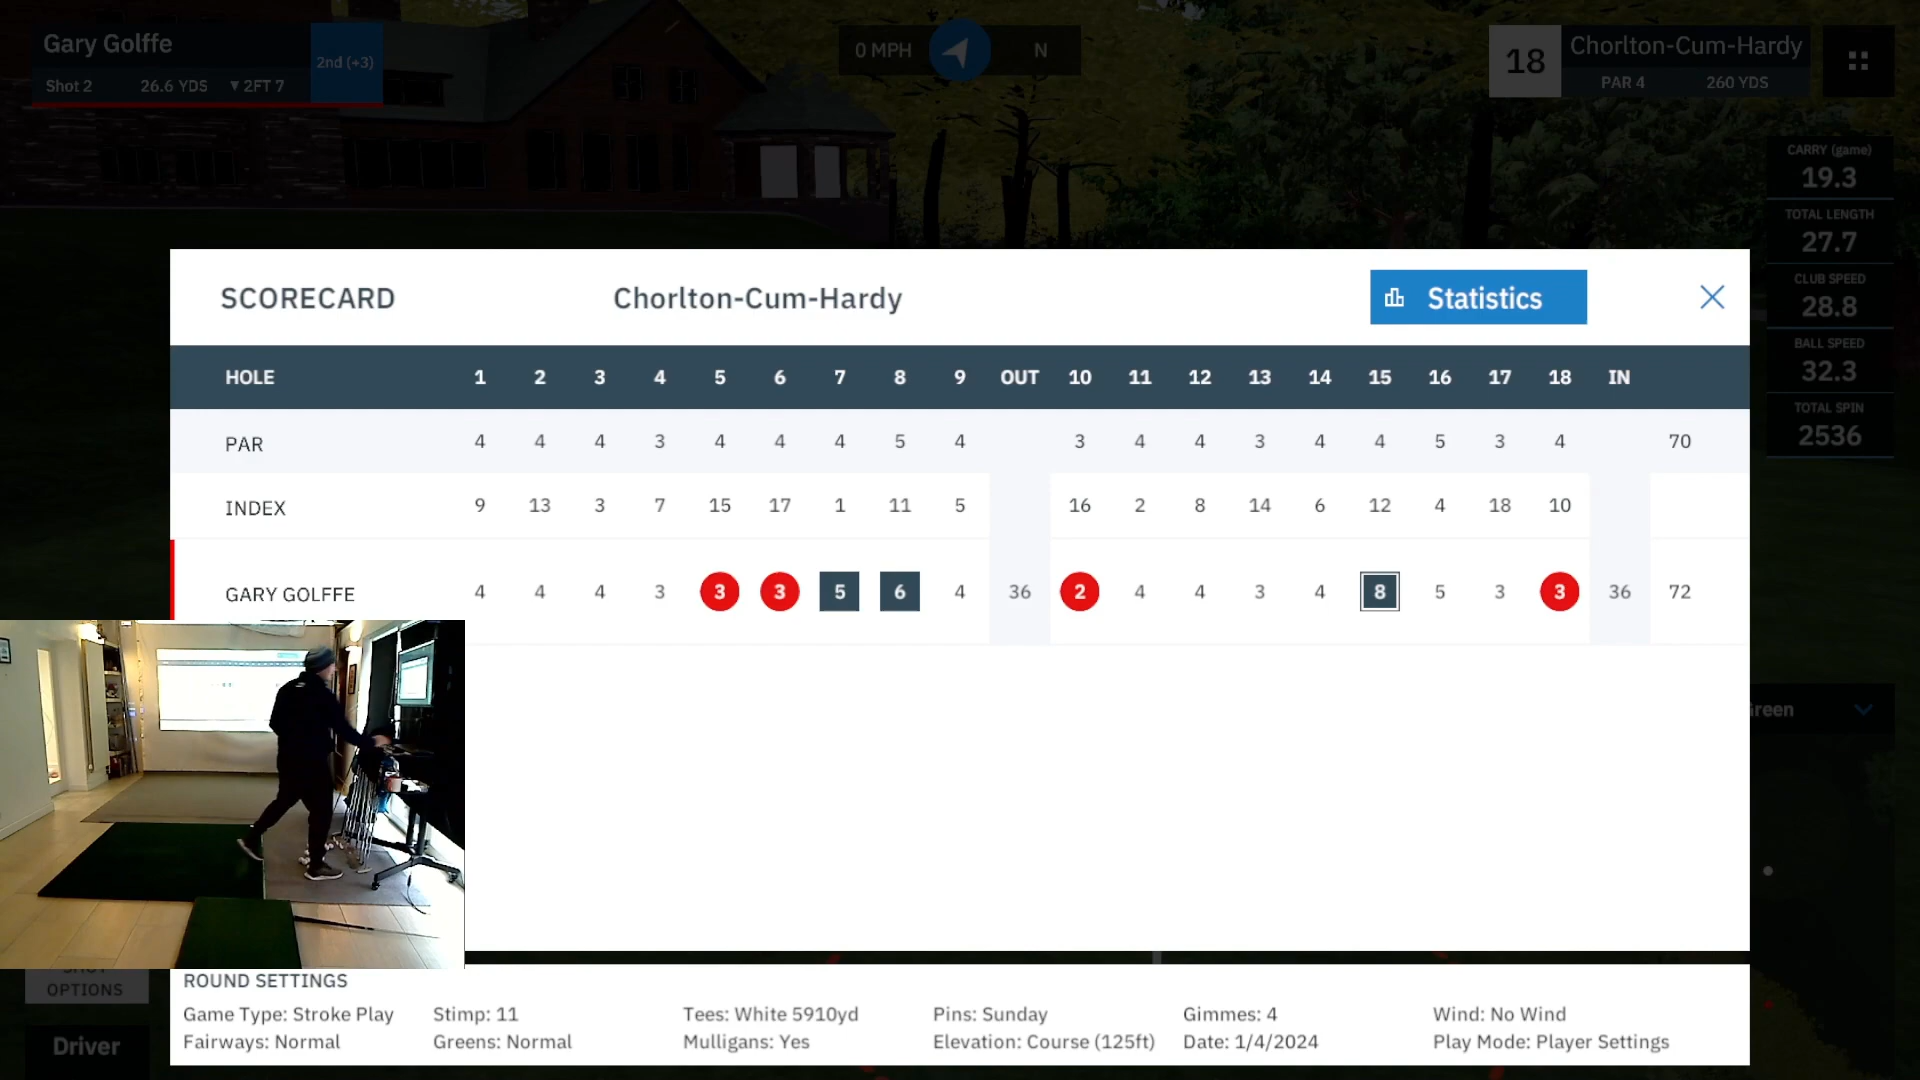 Gary Golffe
Shot 2 26.6 YDS ▼2FT 7
2nd (+3)
0 MPH N
18
Chorlton-Cum-Hardy
PAR 4 260 YDS
CARRY (game)
19.3
TOTAL LENGTH
27.7
CLUB SPEED
28.8
BALL SPEED
32.3
TOTAL SPIN
2536
SCORECARD Chorlton-Cum-Hardy Statistics
HOLE 1 2 3 4 5 6 7 8 9 OUT 10 11 12 13 14 15 16 17 18 IN
PAR 4 4 4 3 4 4 4 5 4 3 4 4 3 4 4 5 3 4 70
INDEX 9 13 3 7 15 17 1 11 5 16 2 8 14 6 12 4 18 10
GARY GOLFFE 4 4 4 3 3 3 5 6 4 36 2 4 4 3 4 8 5 3 3 36 72
OPTIONS
Driver
ROUND SETTINGS
Game Type: Stroke Play Stimp: 11 Tees: White 5910yd Pins: Sunday Gimmes: 4 Wind: No Wind
Fairways: Normal Greens: Normal Mulligans: Yes Elevation: Course (125ft) Date: 1/4/2024 Play Mode: Player Settings